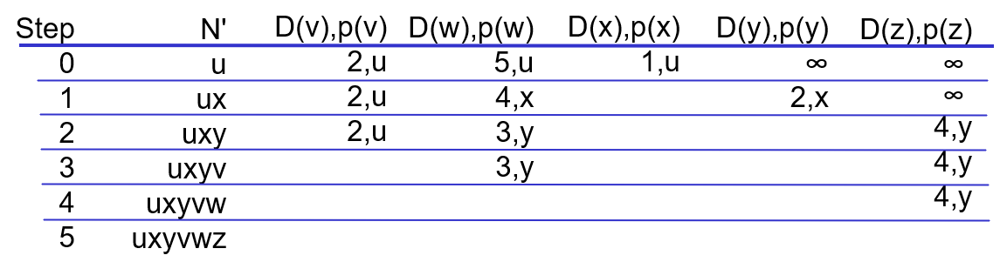 Step N' D(v),p(v) D(w),p(w) D(x),p(x) D(y),p(y) D(z),p(z)
0 u 2,u 5,u 1,u ∞ ∞
1 ux 2,u 4,x 2,x ∞
2 uxy 2,u 3,y 4,y
3 uxyv 3,y 4,y
4 uxyvw 4,y
5 uxyvwz